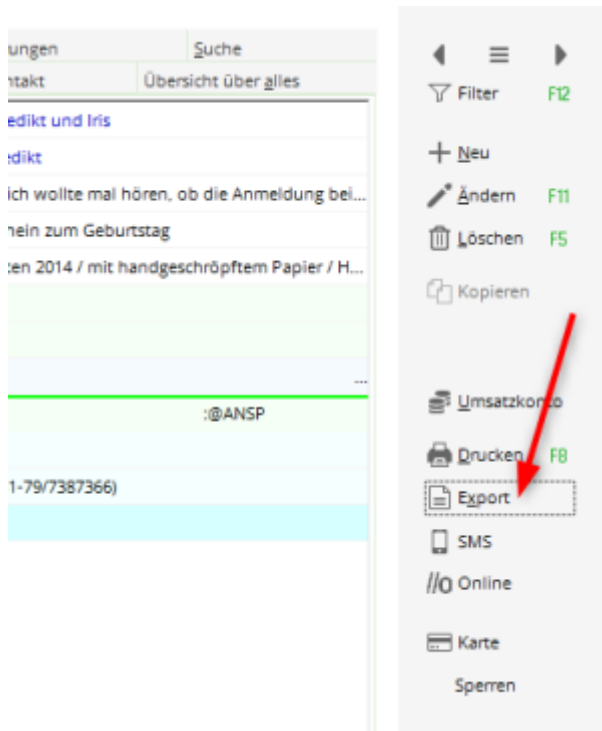 ungen Suche
ntakt Übersicht über alles
edikt und Iris
edikt
ich wollte mal hören, ob die Anmeldung bei...
hein zum Geburtstag
ten 2014 / mit handgeschröpftem Papier / H...
...
:@ANSP
1-79/7387366)
Filter F12
Neu
Ändern F11
Löschen F5
Kopieren
Umsatzkonto
Drucken F8
Export
SMS
//o Online
Karte
Sperren